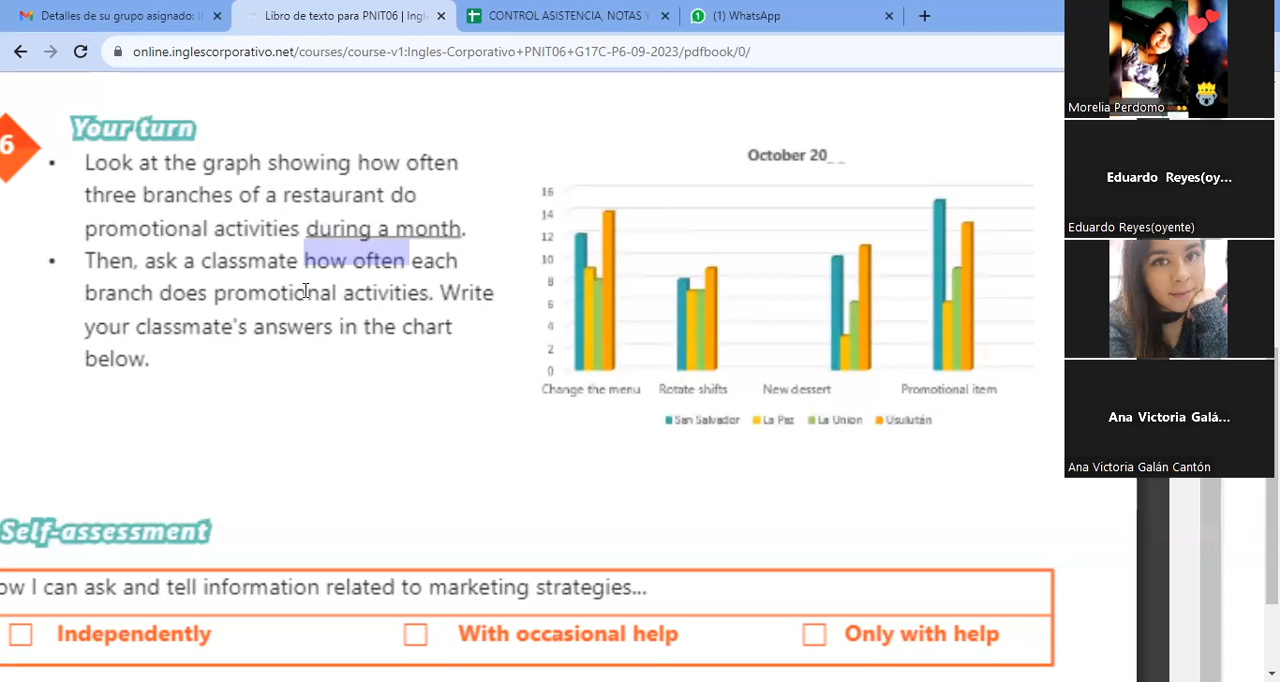 Detalles de su grupo asignado: I
Libro de texto para PNIT06 | Ingl
CONTROL ASISTENCIA, NOTAS Y
(1) WhatsApp
online.inglescorporativo.net/courses/course-v1:Ingles-Corporativo+PNIT06+G17C-P6-09-2023/pdfbook/0/
6
Your turn
• Look at the graph showing how often
three branches of a restaurant do
promotional activities during a month.
• Then, ask a classmate how often each
branch does promotional activities. Write
your classmate's answers in the chart
below.
October 20_ _
16
14
12
10
8
6
4
2
0
Change the menu Rotate shifts New dessert Promotional item
San Salvador La Paz La Union Usulután
Self-assessment
ow I can ask and tell information related to marketing strategies...
Independently With occasional help Only with help
Morelia Perdomo
Eduardo Reyes(oy...
Eduardo Reyes(oyente)
Ana Victoria Galá...
Ana Victoria Galán Cantón